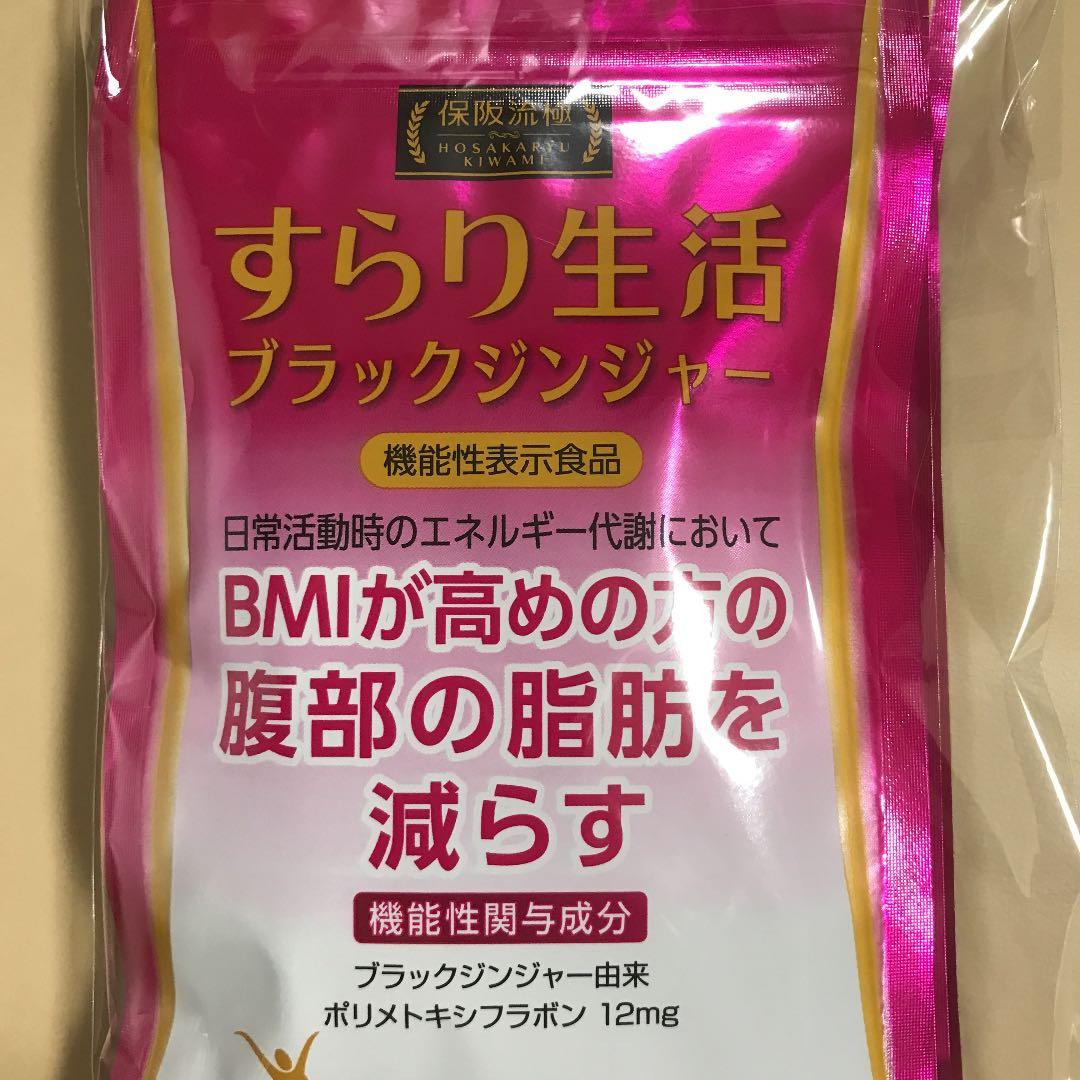 保阪流極
HOSAKARYU
KIWAMI
すらり生活
ブラックジンジャー
機能性表示食品
日常活動時のエネルギー代謝において
BMIが高めの方の
腹部の脂肪を
減らす
機能性関与成分
ブラックジンジャー由来
ポリメトキシフラボン 12mg